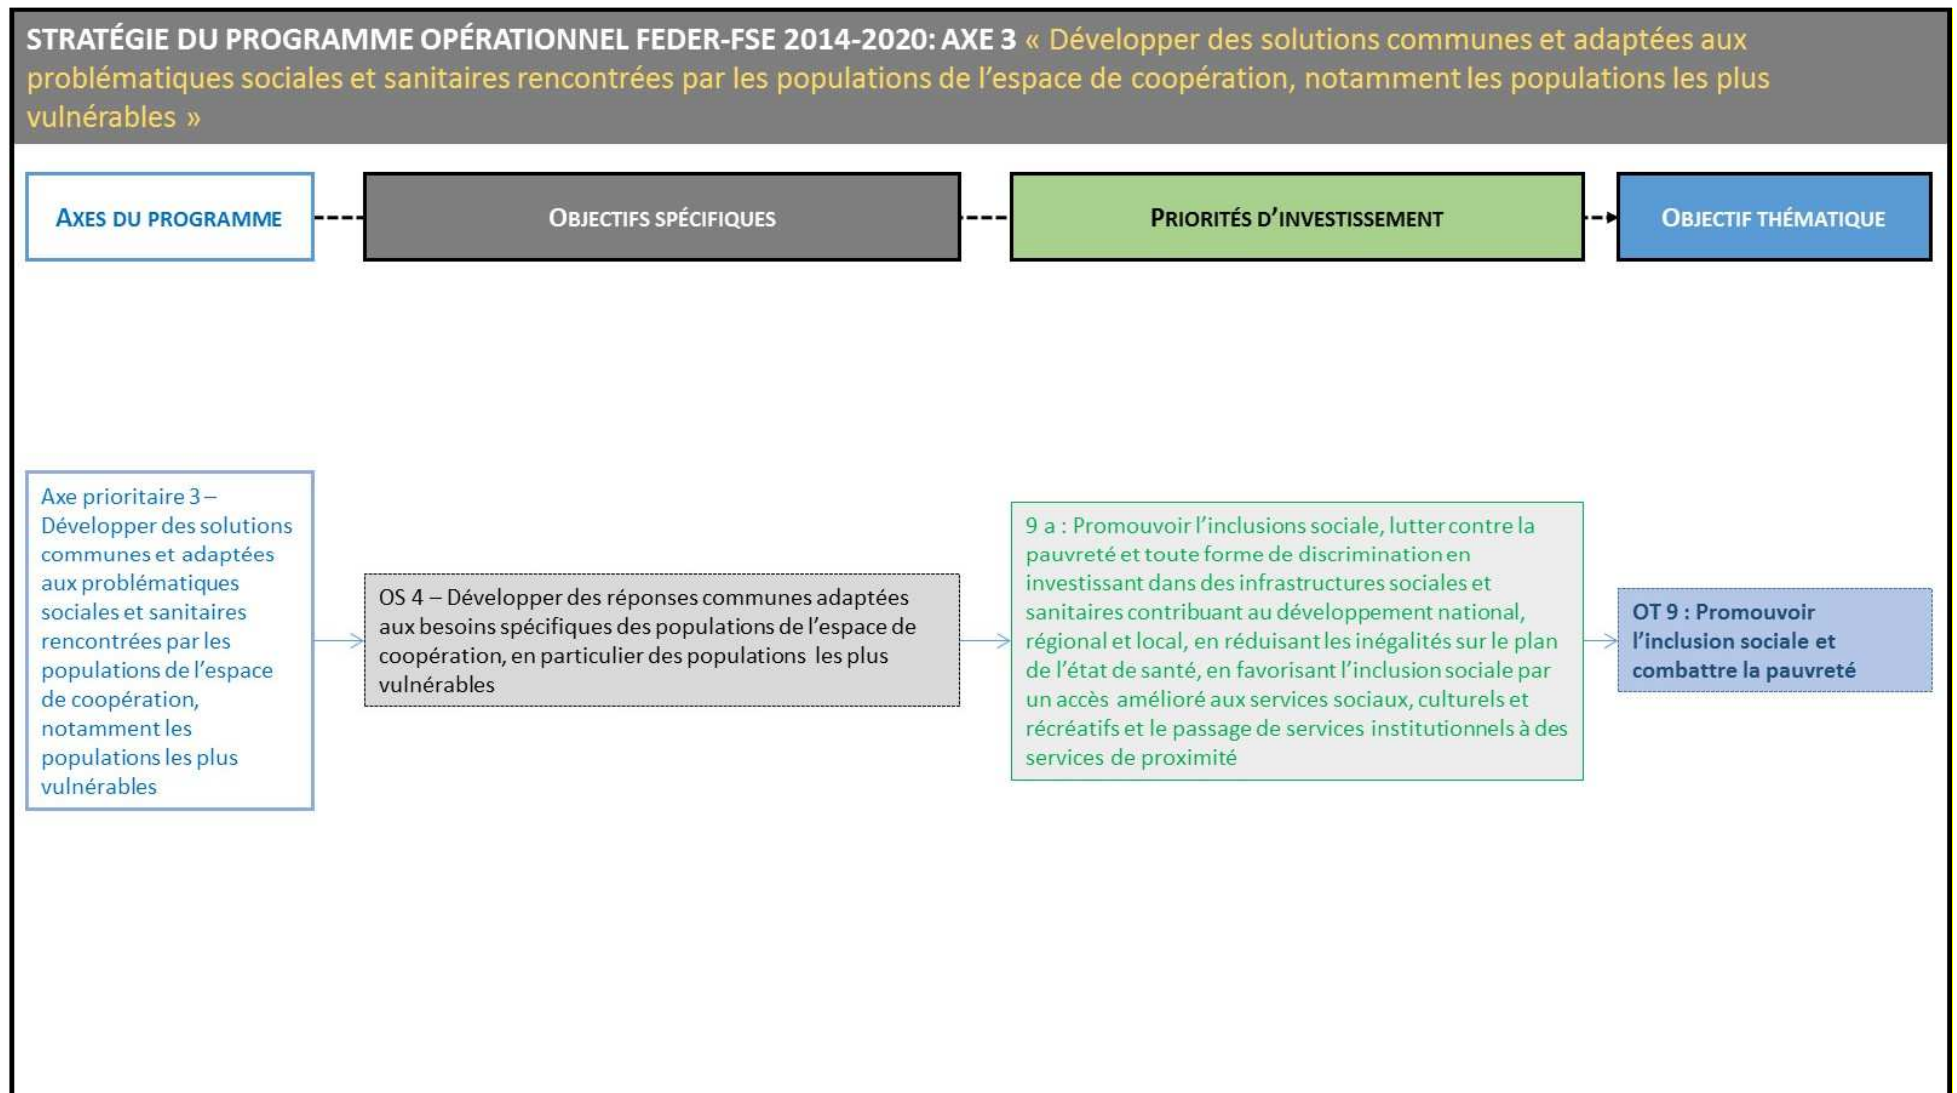 STRATÉGIE DU PROGRAMME OPÉRATIONNEL FEDER-FSE 2014-2020: AXE 3 « Développer des solutions communes et adaptées aux
problématiques sociales et sanitaires rencontrées par les populations de l’espace de coopération, notamment les populations les plus
vulnérables »
AXES DU PROGRAMME
OBJECTIFS SPÉCIFIQUES
PRIORITÉS D’INVESTISSEMENT
OBJECTIF THÉMATIQUE
Axe prioritaire 3 –
Développer des solutions
communes et adaptées
aux problématiques
sociales et sanitaires
rencontrées par les
populations de l’espace
de coopération,
notamment les
populations les plus
vulnérables
OS 4 – Développer des réponses communes adaptées
aux besoins spécifiques des populations de l’espace de
coopération, en particulier des populations les plus
vulnérables
9 a : Promouvoir l’inclusions sociale, lutter contre la
pauvreté et toute forme de discrimination en
investissant dans des infrastructures sociales et
sanitaires contribuant au développement national,
régional et local, en réduisant les inégalités sur le plan
de l’état de santé, en favorisant l’inclusion sociale par
un accès amélioré aux services sociaux, culturels et
récréatifs et le passage de services institutionnels à des
services de proximité
OT 9 : Promouvoir
l’inclusion sociale et
combattre la pauvreté